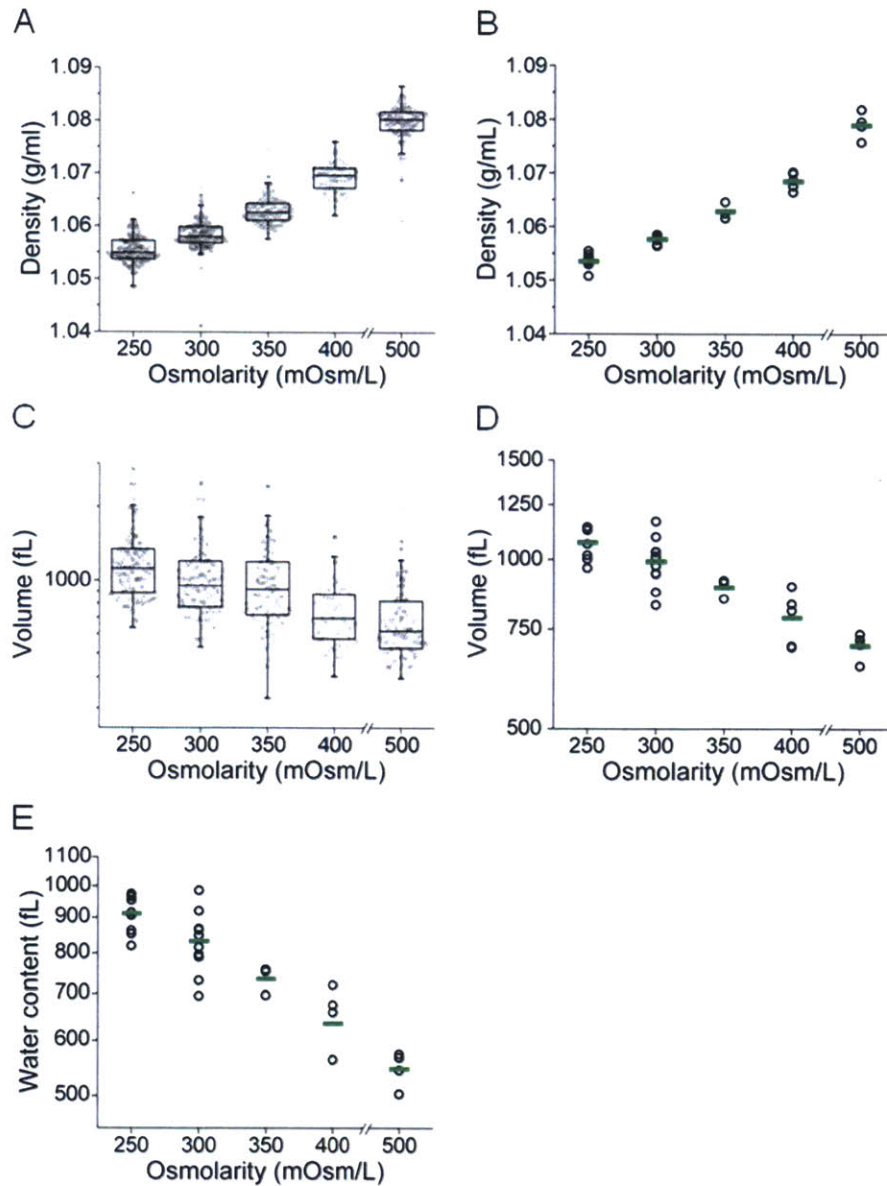 A
1.09
1.08
1.07
1.06
1.05
1.04
Density (g/ml)
250 300 350 400 500
Osmolarity (mOsm/L)
B
1.09
1.08
1.07
1.06
1.05
1.04
Density (g/mL)
250 300 350 400 500
Osmolarity (mOsm/L)
C
1000
Volume (fL)
250 300 350 400 500
Osmolarity (mOsm/L)
D
1500
1250
1000
750
500
Volume (fL)
250 300 350 400 500
Osmolarity (mOsm/L)
E
1100
1000
900
800
700
600
500
Water content (fL)
250 300 350 400 500
Osmolarity (mOsm/L)